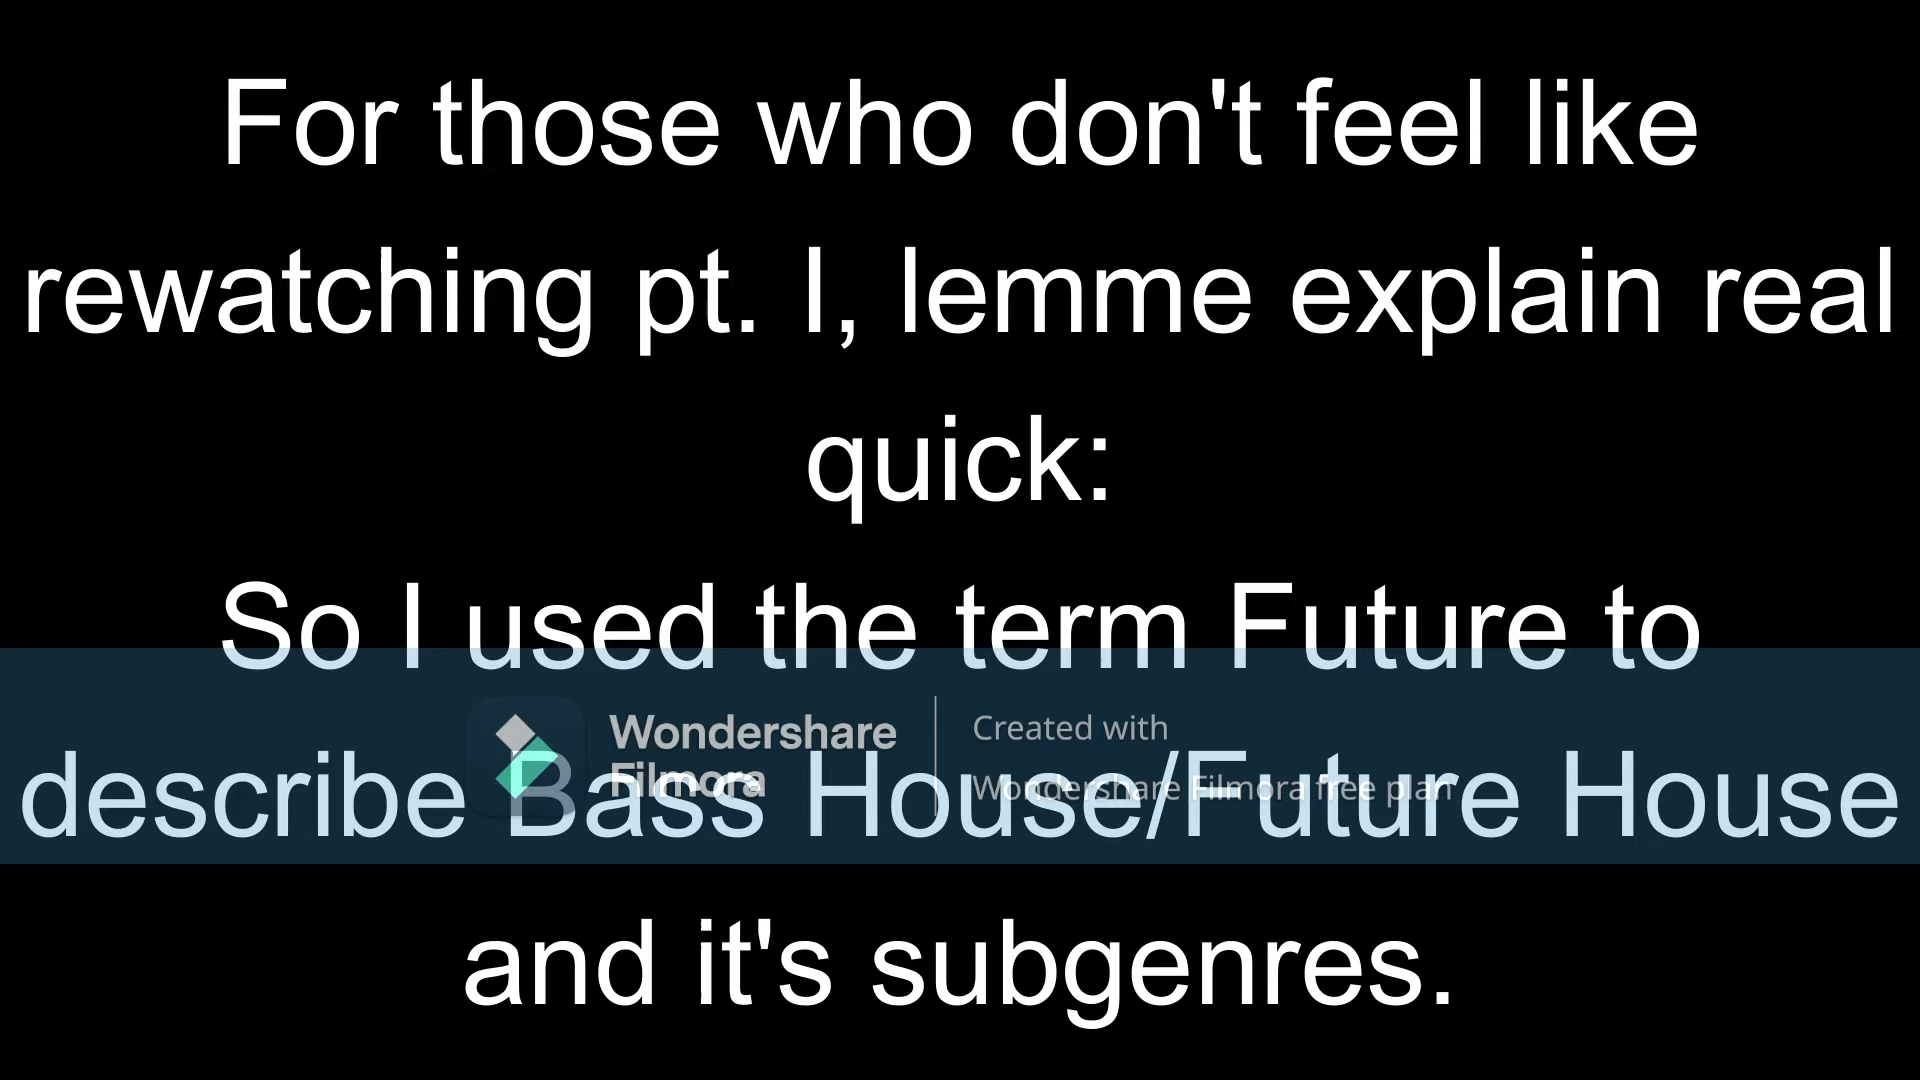 For those who don't feel like
rewatching pt. I, lemme explain real
quick:
So I used the term Future to
describe Bass House/Future House
and it's subgenres.
Wondershare
Filmora
Created with
Wondershare Filmora free plan